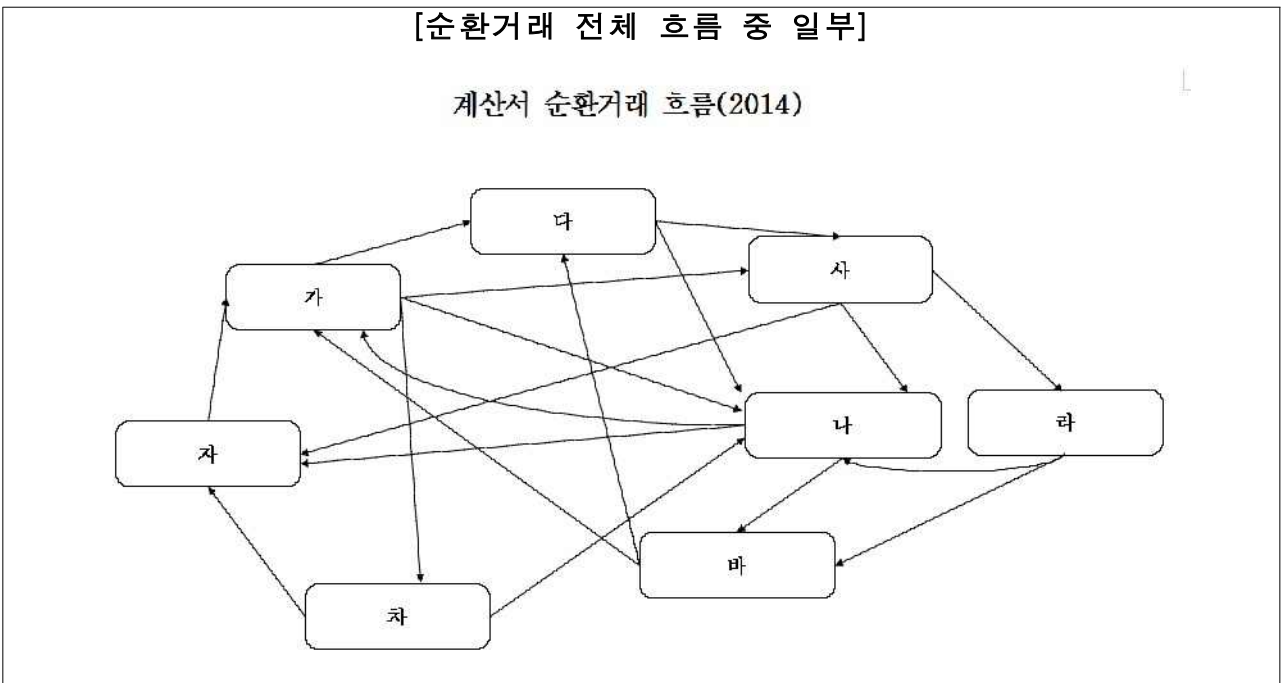 [순환거래 전체 흐름 중 일부]
계산서 순환거래 흐름(2014)
다
사
가
나
라
자
바
차